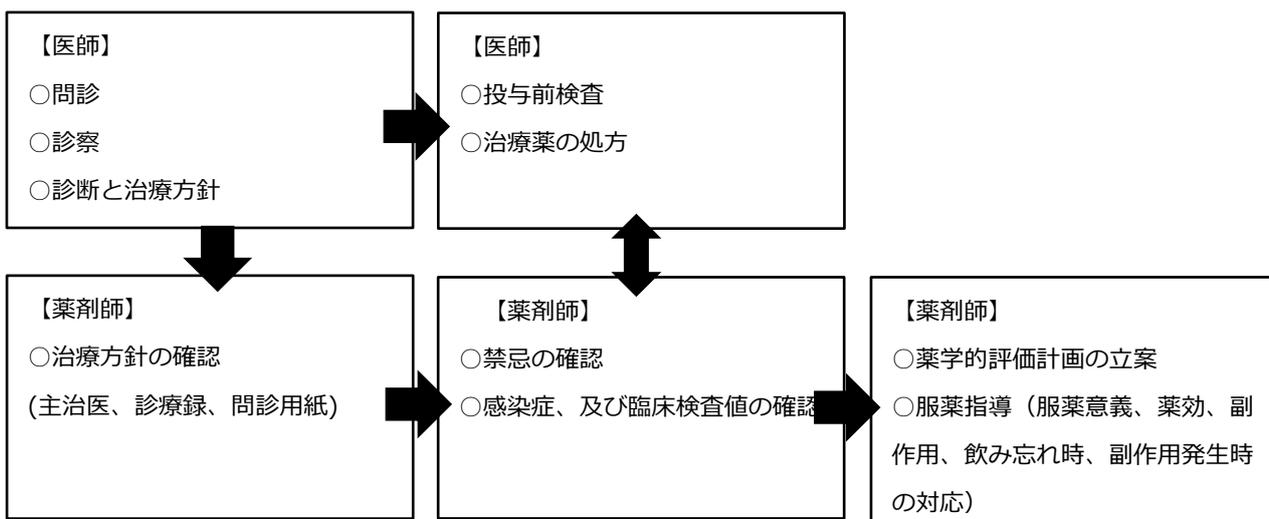 【医師】
○問診
○診察
○診断と治療方針
【医師】
○投与前検査
○治療薬の処方
【薬剤師】
○治療方針の確認
(主治医、診療録、問診用紙)
【薬剤師】
○禁忌の確認
○感染症、及び臨床検査値の確認
【薬剤師】
○薬学的評価計画の立案
○服薬指導（服薬意義、薬効、副
作用、飲み忘れ時、副作用発生時
の対応）